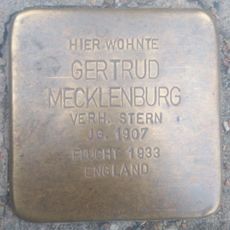 HIER WOHNTE
GERTRUD
MECKLENBURG
VERH. STERN
JG. 1907
FLUCHT 1933
ENGLAND